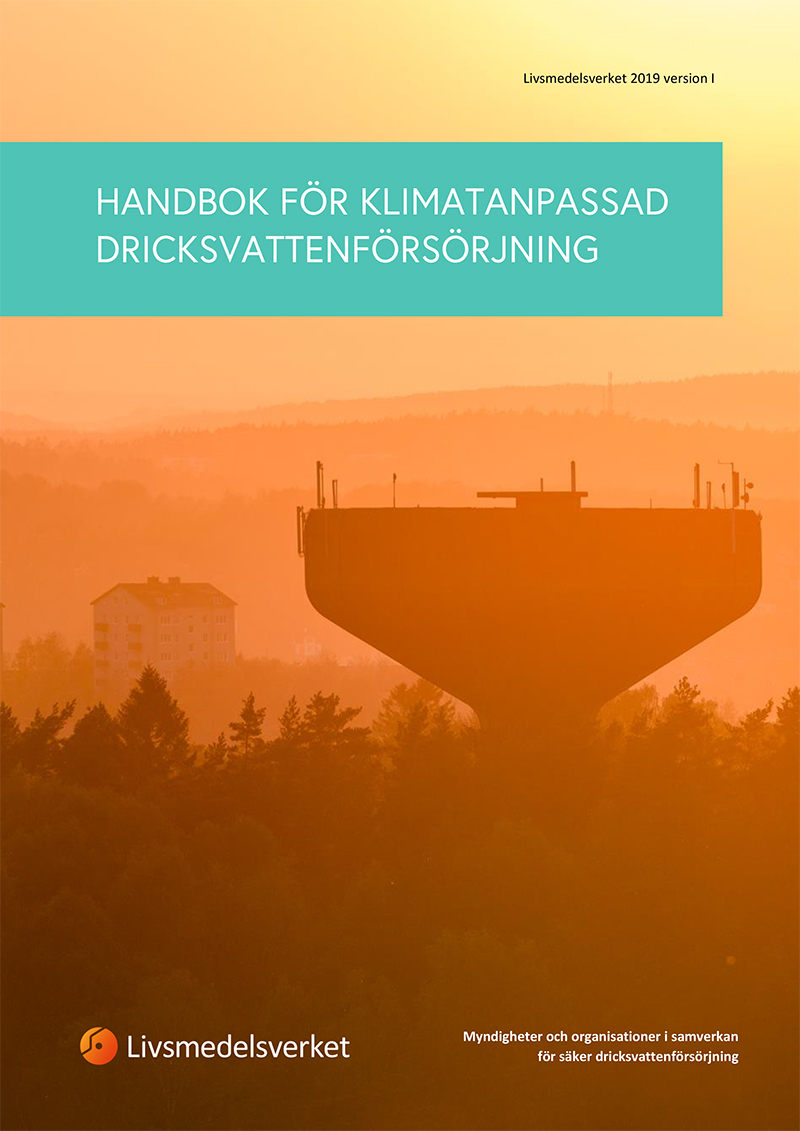 Livsmedelsverket 2019 version I
HANDBOK FÖR KLIMATANPASSAD
DRICKSVATTENFÖRSÖRJNING
Livsmedelsverket
Myndigheter och organisationer i samverkan
för säker dricksvattenförsörjning